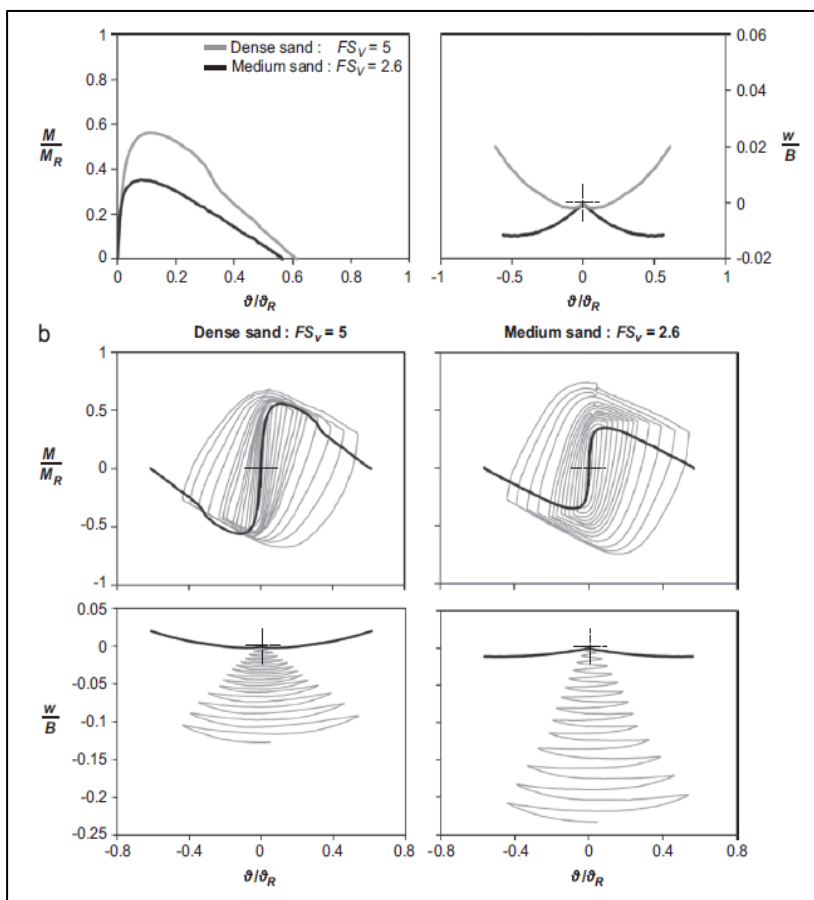 Dense sand : FS_V = 5
Medium sand : FS_V = 2.6
1
0.8
0.6
0.4
0.2
0
M
M_R
0
0.2
0.4
0.6
0.8
1
ϑ/ϑ_R
0.06
0.04
0.02
0
-0.02
w
B
-1
-0.5
0
0.5
1
ϑ/ϑ_R
b
Dense sand : FS_v = 5
Medium sand : FS_v = 2.6
1
0.5
0
-0.5
-1
M
M_R
0.05
0
-0.05
-0.1
-0.15
-0.2
-0.25
w
B
-0.8
-0.4
0
0.4
0.8
ϑ/ϑ_R
-0.8
-0.4
0
0.4
0.8
ϑ/ϑ_R